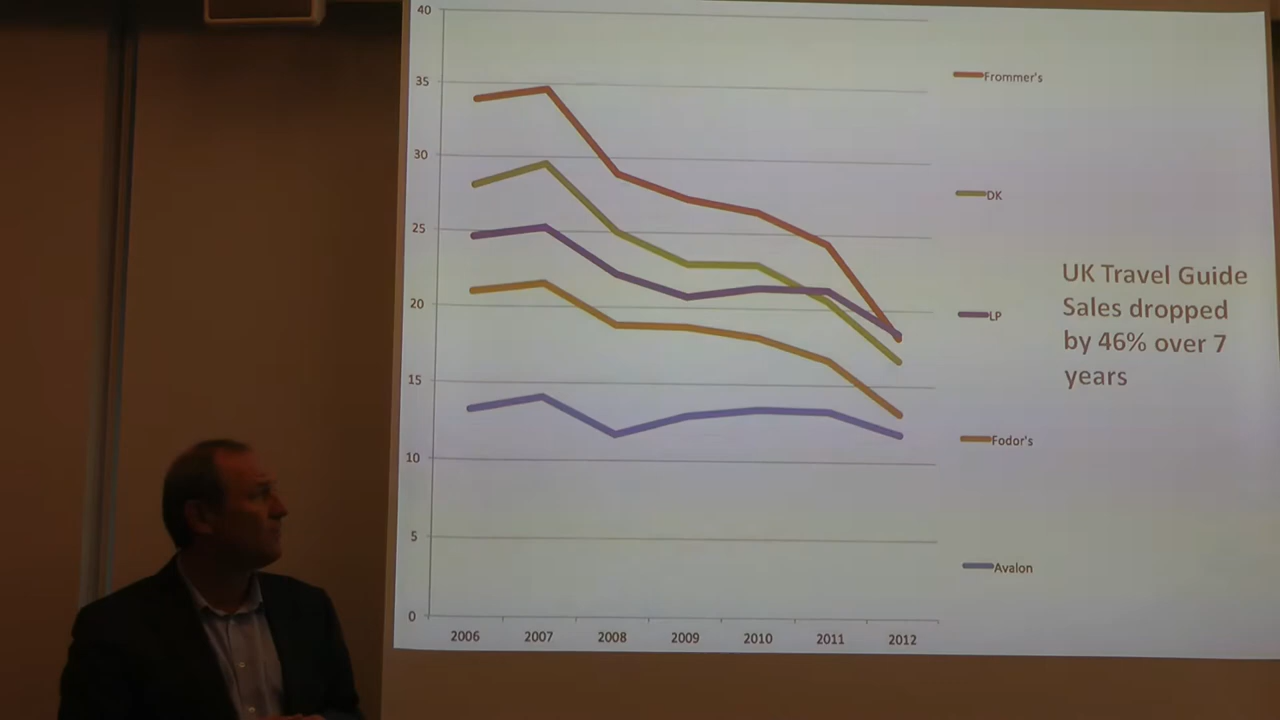 40
35
30
25
20
15
10
5
0
2006 2007 2008 2009 2010 2011 2012
Frommer's
DK
LP
Fodor's
Avalon
UK Travel Guide
Sales dropped
by 46% over 7
years